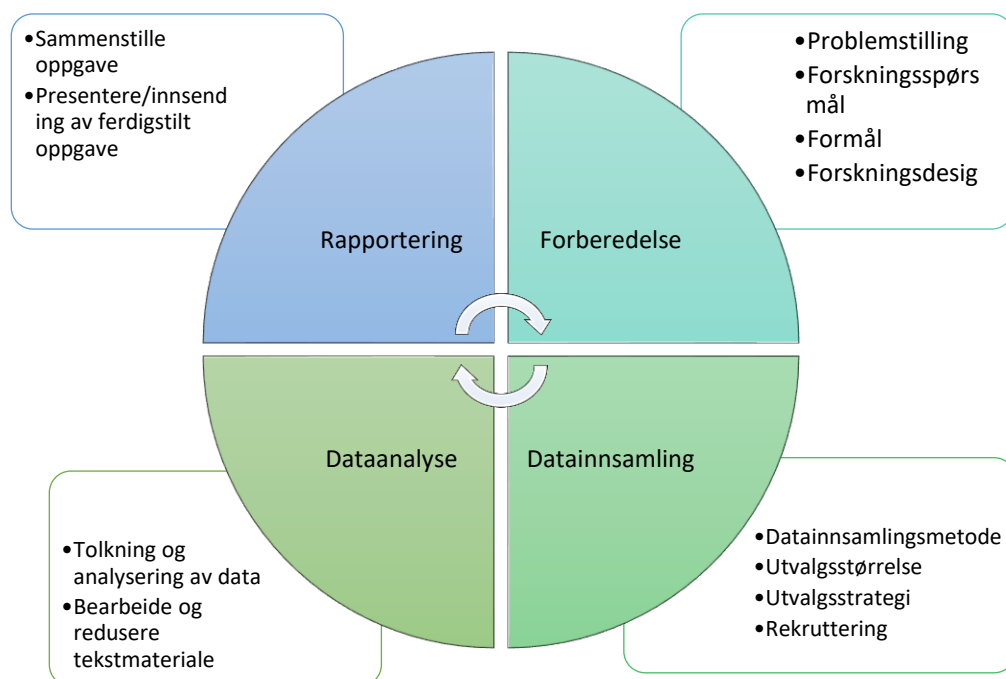 •Sammenstille
oppgave
•Presentere/innsend
ing av ferdigstilt
oppgave
•Problemstilling
•Forskningsspørs
mål
•Formål
•Forskningsdesig
Rapportering
Forberedelse
Dataanalyse
Datainnsamling
•Tolkning og
analysering av data
•Bearbeide og
redusere
tekstmateriale
•Datainnsamlingsmetode
•Utvalgsstørrelse
•Utvalgsstrategi
•Rekruttering